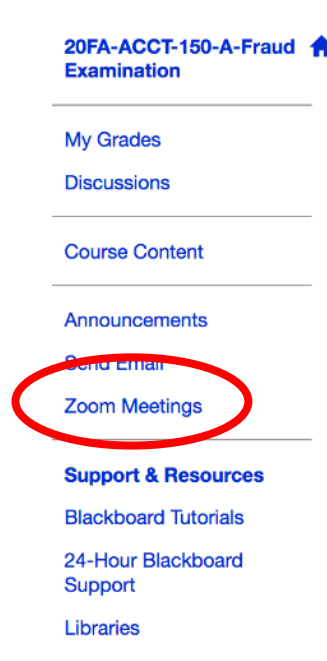 20FA-ACCT-150-A-Fraud
Examination
My Grades
Discussions
Course Content
Announcements
Send Email
Zoom Meetings
Support & Resources
Blackboard Tutorials
24-Hour Blackboard
Support
Libraries